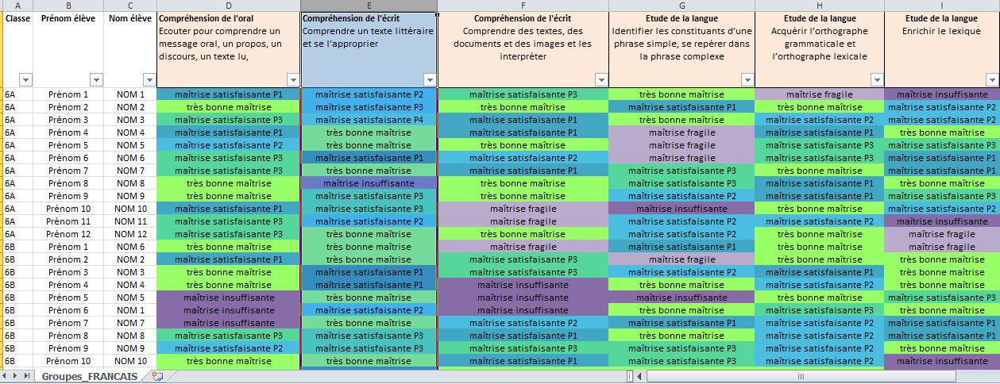 A B C D E F G H I
Classe Prénom élève Nom élève Compréhension de l'oral Compréhension de l'écrit Compréhension de l'écrit Etude de la langue Etude de la langue Etude de la langue
Ecouter pour comprendre un Comprendre un texte littéraire Comprendre des textes, des Identifier les constituants d'une Acquérir l'orthographe Enrichir le lexique
message oral, un propos, un et se l'approprier documents et des images et les phrase simple, se repérer dans grammaticale et
discours, un texte lu, interpréter la phrase complexe l'orthographe lexicale
6A Prénom 1 NOM 1 maîtrise satisfaisante P1 maîtrise satisfaisante P2 maîtrise satisfaisante P3 très bonne maîtrise maîtrise fragile maîtrise insuffisante
6A Prénom 2 NOM 2 très bonne maîtrise maîtrise satisfaisante P3 très bonne maîtrise maîtrise satisfaisante P1 très bonne maîtrise maîtrise satisfaisante P2
6A Prénom 3 NOM 3 maîtrise satisfaisante P3 maîtrise satisfaisante P4 maîtrise satisfaisante P1 très bonne maîtrise maîtrise satisfaisante P2 maîtrise satisfaisante P1
6A Prénom 4 NOM 4 maîtrise satisfaisante P1 très bonne maîtrise maîtrise satisfaisante P1 maîtrise fragile maîtrise satisfaisante P2 très bonne maîtrise
6A Prénom 5 NOM 5 maîtrise satisfaisante P2 très bonne maîtrise très bonne maîtrise maîtrise fragile maîtrise satisfaisante P3 maîtrise satisfaisante P3
6A Prénom 6 NOM 6 maîtrise satisfaisante P3 maîtrise satisfaisante P1 maîtrise satisfaisante P2 maîtrise fragile maîtrise satisfaisante P3 maîtrise satisfaisante P1
6A Prénom 7 NOM 7 maîtrise satisfaisante P3 très bonne maîtrise maîtrise satisfaisante P1 maîtrise satisfaisante P3 très bonne maîtrise maîtrise satisfaisante P1
6A Prénom 8 NOM 8 très bonne maîtrise maîtrise insuffisante très bonne maîtrise maîtrise satisfaisante P3 maîtrise satisfaisante P1 très bonne maîtrise
6A Prénom 9 NOM 9 très bonne maîtrise maîtrise satisfaisante P3 très bonne maîtrise maîtrise satisfaisante P2 maîtrise satisfaisante P1 maîtrise satisfaisante P3
6A Prénom 10 NOM 10 maîtrise satisfaisante P1 maîtrise satisfaisante P3 maîtrise fragile maîtrise insuffisante très bonne maîtrise maîtrise satisfaisante P2
6A Prénom 11 NOM 11 maîtrise satisfaisante P3 maîtrise satisfaisante P2 maîtrise fragile maîtrise satisfaisante P2 maîtrise satisfaisante P2 maîtrise insuffisante
6A Prénom 12 NOM 12 maîtrise satisfaisante P3 très bonne maîtrise très bonne maîtrise maîtrise satisfaisante P2 très bonne maîtrise maîtrise fragile
6B Prénom 1 NOM 6 très bonne maîtrise très bonne maîtrise maîtrise fragile maîtrise satisfaisante P1 très bonne maîtrise maîtrise fragile
6B Prénom 2 NOM 2 maîtrise satisfaisante P1 très bonne maîtrise maîtrise satisfaisante P3 maîtrise fragile très bonne maîtrise très bonne maîtrise
6B Prénom 3 NOM 3 très bonne maîtrise maîtrise satisfaisante P1 maîtrise satisfaisante P3 maîtrise satisfaisante P1 maîtrise satisfaisante P2 très bonne maîtrise
6B Prénom 4 NOM 4 très bonne maîtrise maîtrise satisfaisante P1 maîtrise insuffisante très bonne maîtrise maîtrise satisfaisante P2 très bonne maîtrise
6B Prénom 5 NOM 5 maîtrise insuffisante très bonne maîtrise maîtrise insuffisante maîtrise insuffisante très bonne maîtrise maîtrise satisfaisante P3
6B Prénom 6 NOM 1 maîtrise insuffisante maîtrise satisfaisante P2 maîtrise insuffisante très bonne maîtrise maîtrise satisfaisante P3 très bonne maîtrise
6B Prénom 7 NOM 7 maîtrise insuffisante très bonne maîtrise maîtrise satisfaisante P2 maîtrise satisfaisante P1 maîtrise satisfaisante P2 maîtrise satisfaisante P1
6B Prénom 8 NOM 8 maîtrise satisfaisante P3 maîtrise satisfaisante P3 maîtrise satisfaisante P3 très bonne maîtrise maîtrise satisfaisante P2 maîtrise satisfaisante P1
6B Prénom 9 NOM 9 maîtrise satisfaisante P2 maîtrise satisfaisante P3 maîtrise satisfaisante P3 maîtrise satisfaisante P3 maîtrise satisfaisante P2 très bonne maîtrise
6B Prénom 10 NOM 10 très bonne maîtrise très bonne maîtrise maîtrise satisfaisante P1 très bonne maîtrise maîtrise satisfaisante P2 maîtrise insuffisante
Groupes_FRANCAIS